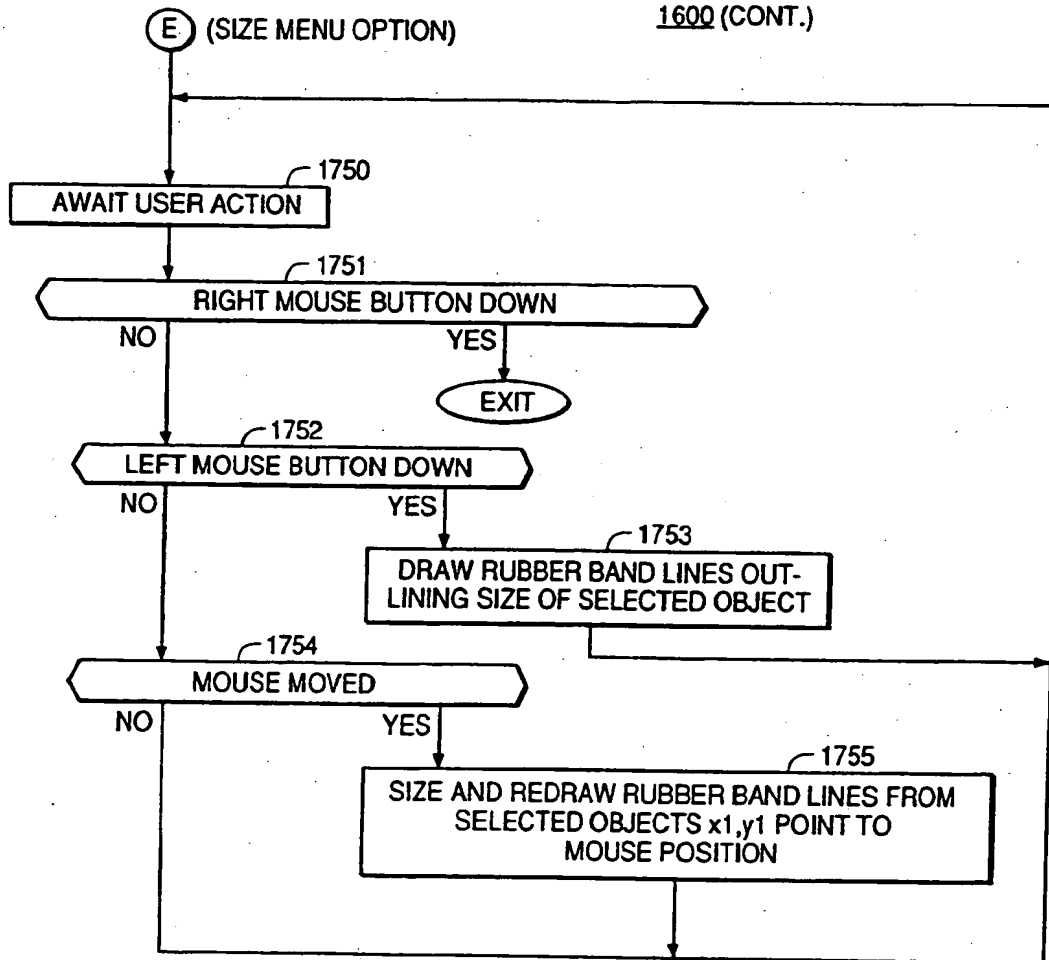 E (SIZE MENU OPTION)
1600 (CONT.)
1750
AWAIT USER ACTION
1751
RIGHT MOUSE BUTTON DOWN
NO
YES
EXIT
1752
LEFT MOUSE BUTTON DOWN
NO
YES
1753
DRAW RUBBER BAND LINES OUT-
LINING SIZE OF SELECTED OBJECT
1754
MOUSE MOVED
NO
YES
1755
SIZE AND REDRAW RUBBER BAND LINES FROM
SELECTED OBJECTS x1,y1 POINT TO
MOUSE POSITION